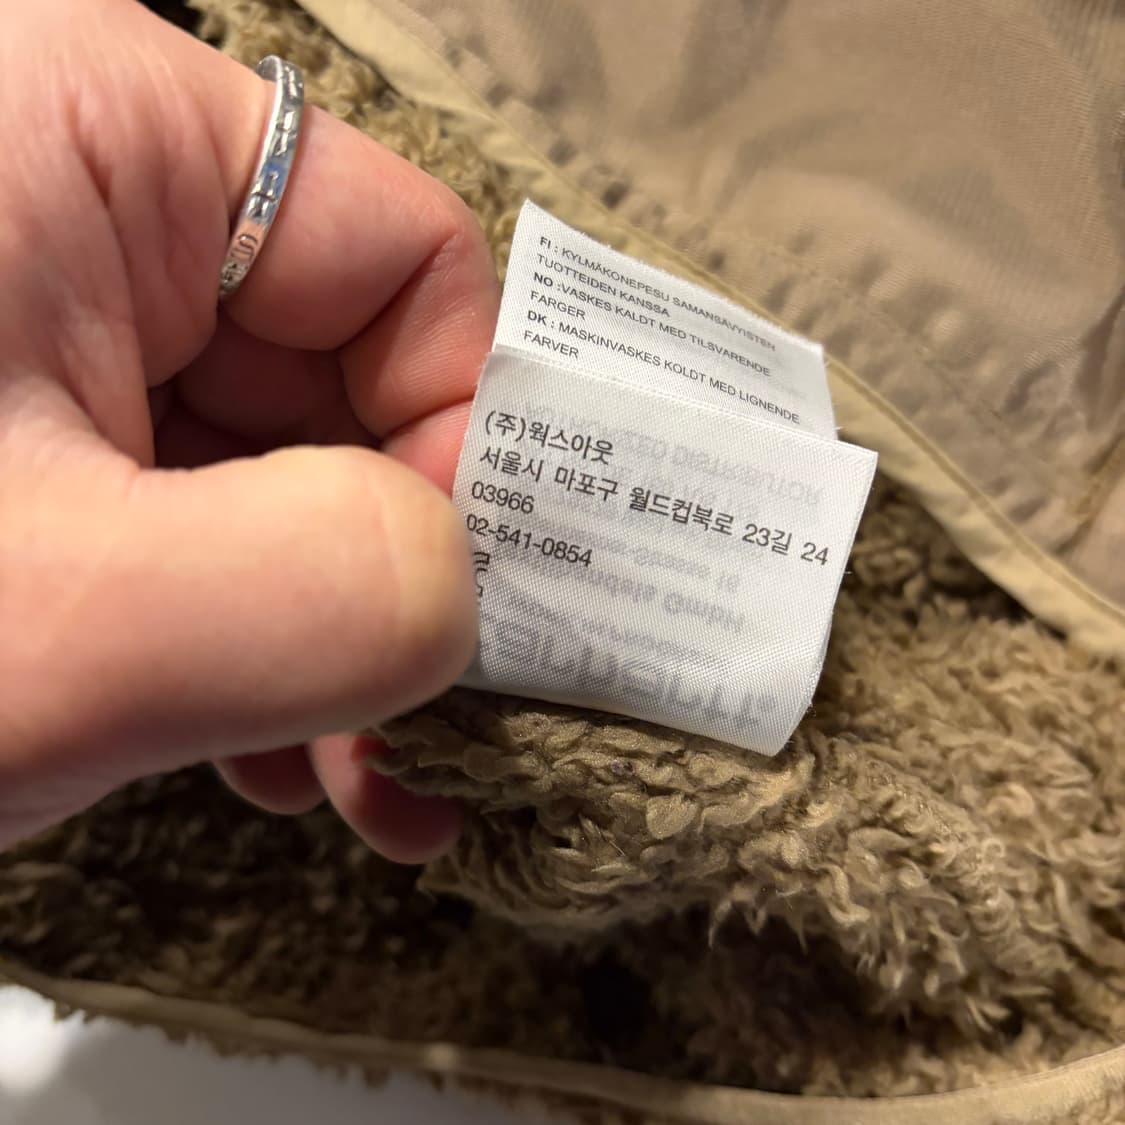 FI : KYLMÄKONEPESU SAMANSÄVYISTEN
TUOTTEIDEN KANSSA
NO :VASKES KALDT MED TILSVARENDE
FARGER
DK : MASKINVASKES KOLDT MED LIGNENDE
FARVER
(주)웍스아웃
서울시 마포구 월드컵북로 23길 24
03966
02-541-0854